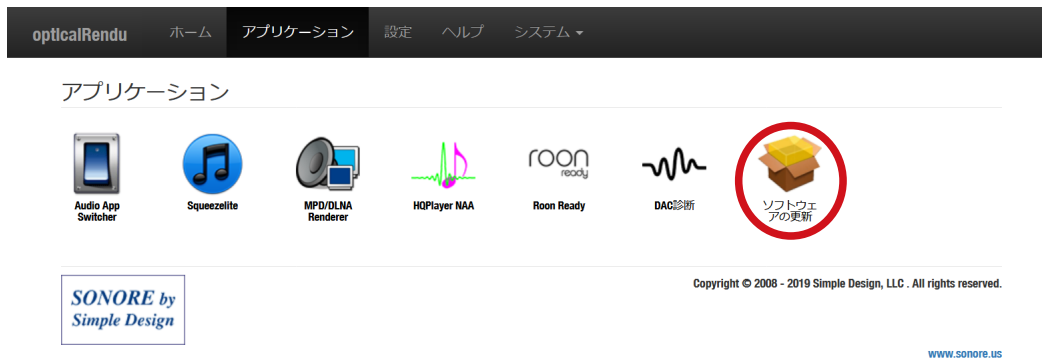 opticalRendu ホーム アプリケーション 設定 ヘルプ システム
アプリケーション
Audio App
Switcher
Squeezelite
MPD/DLNA
Renderer
HQPlayer NAA
roon
ready
Roon Ready
DAC診断
ソフトウェ
アの更新
SONORE by
Simple Design
Copyright © 2008 - 2019 Simple Design, LLC . All rights reserved.
www.sonore.us